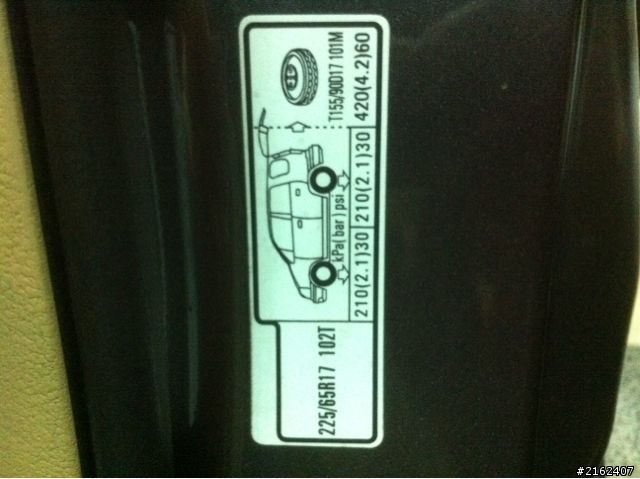 T155/90D17 101M
kPa(bar)psi
225/65R17 102T
210(2.1)30
210(2.1)30
420(4.2)60
#2162407